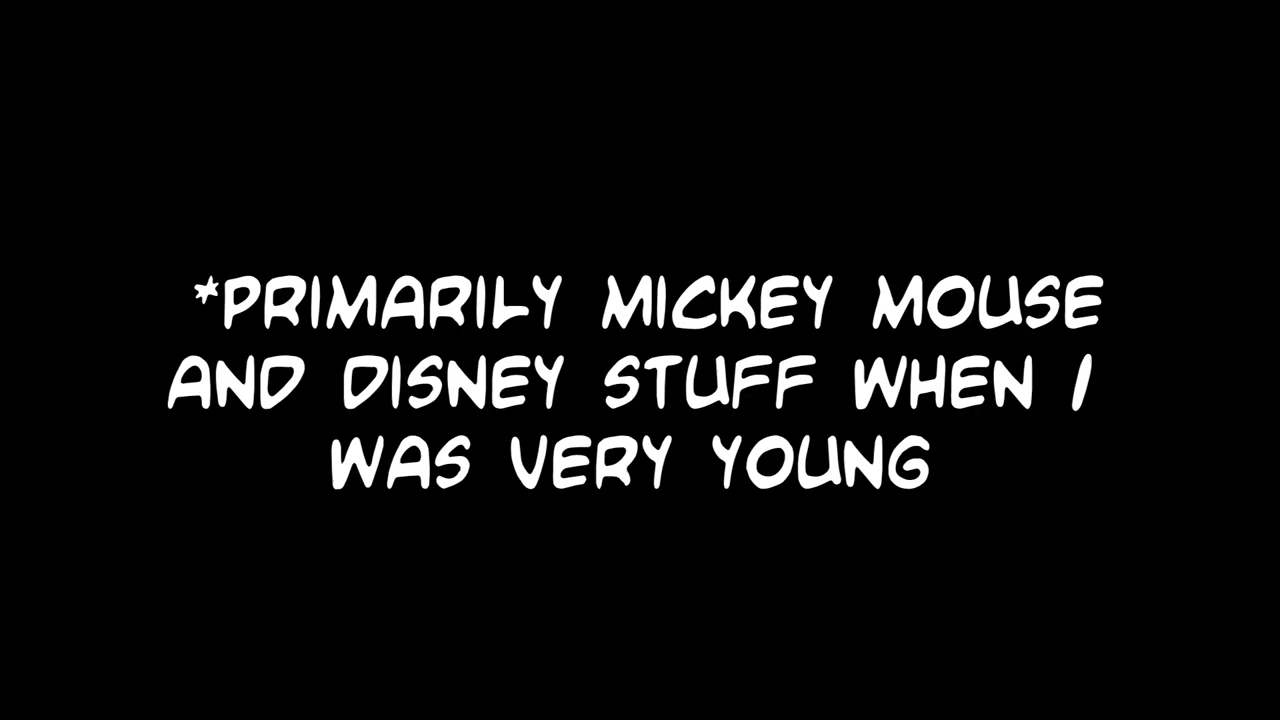 *PRIMARILY MICKEY MOUSE
AND DISNEY STUFF WHEN I
WAS VERY YOUNG